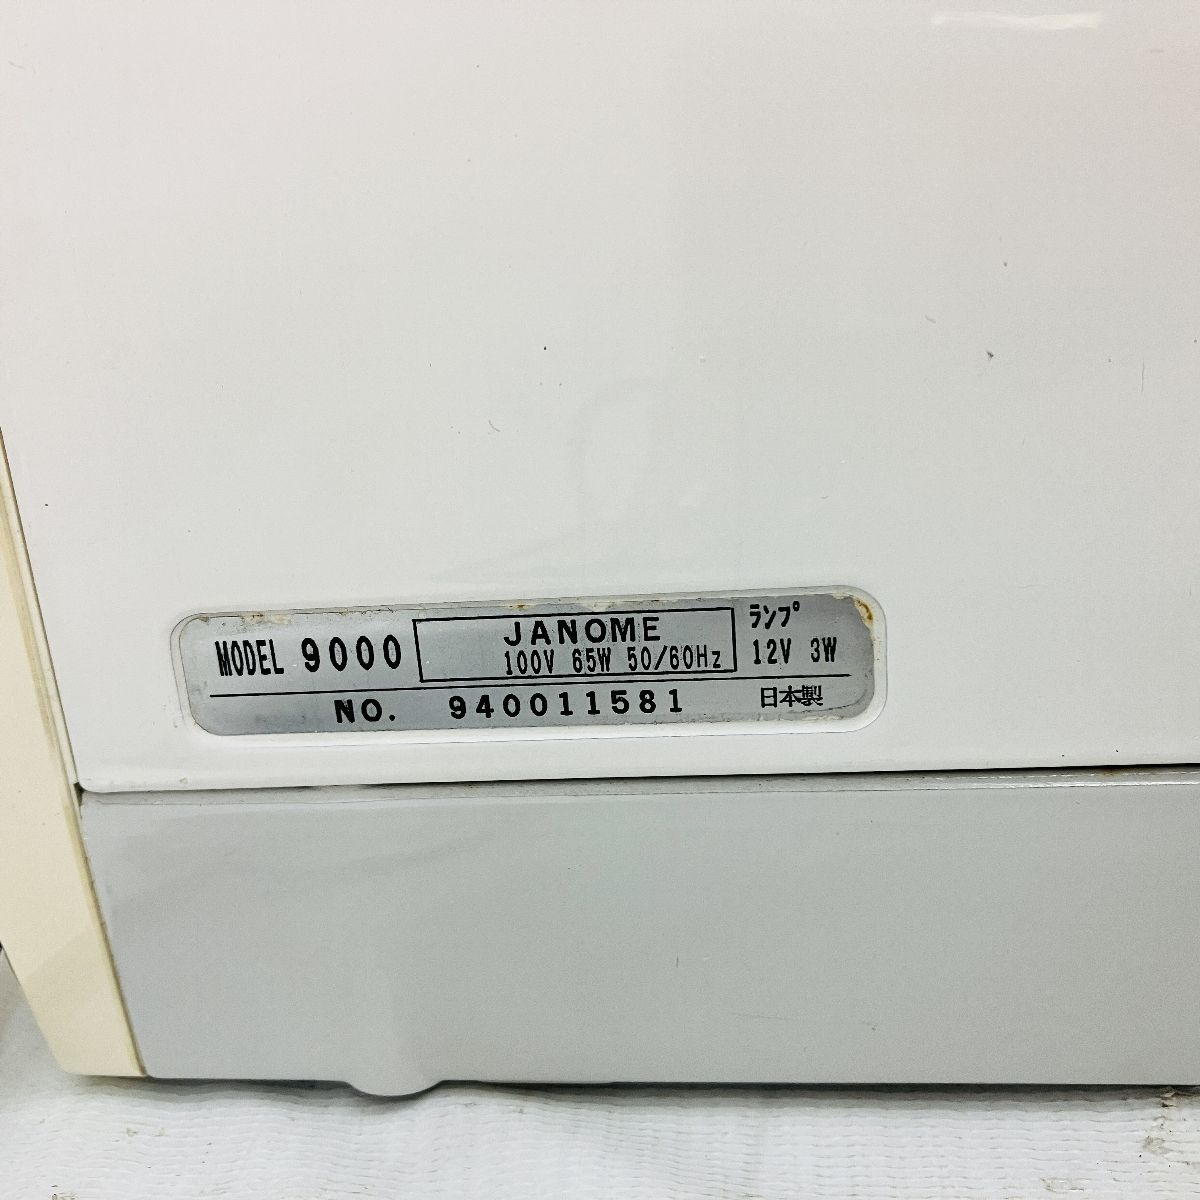 MODEL 9000
JANOME
100V 65W 50/60Hz
ﾗﾝﾌﾟ
12V 3W
NO. 940011581
日本製